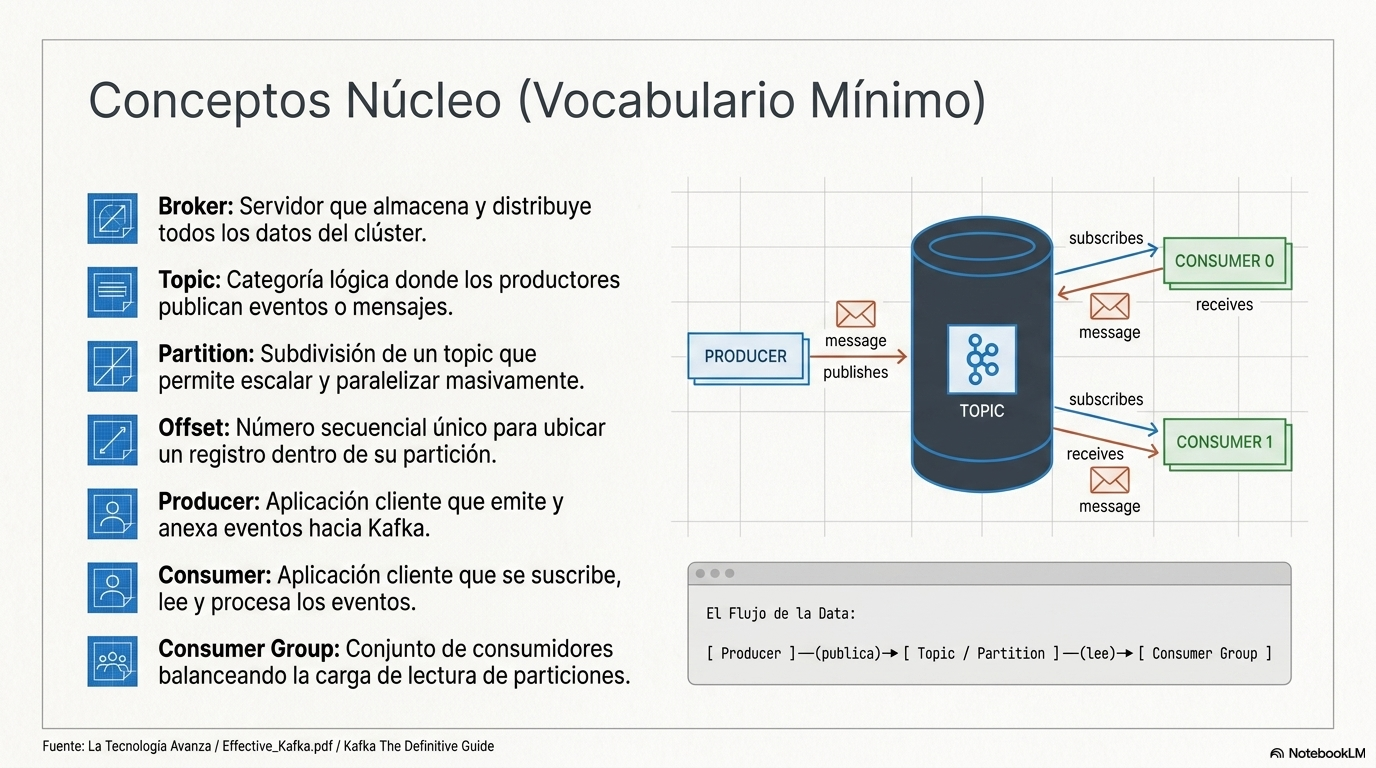 Conceptos Núcleo (Vocabulario Mínimo)
Broker: Servidor que almacena y distribuye
todos los datos del clúster.
Topic: Categoría lógica donde los productores
publican eventos o mensajes.
Partition: Subdivisión de un topic que
permite escalar y paralelizar masivamente.
Offset: Número secuencial único para ubicar
un registro dentro de su partición.
Producer: Aplicación cliente que emite y
anexa eventos hacia Kafka.
Consumer: Aplicación cliente que se suscribe,
lee y procesa los eventos.
Consumer Group: Conjunto de consumidores
balanceando la carga de lectura de particiones.
PRODUCER
message
publishes
TOPIC
subscribes
CONSUMER 0
receives
message
subscribes
CONSUMER 1
receives
message
El Flujo de la Data:
[ Producer ]—(publica)→[ Topic / Partition ]—(lee)→[ Consumer Group ]
Fuente: La Tecnología Avanza / Effective_Kafka.pdf / Kafka The Definitive Guide
NotebookLM